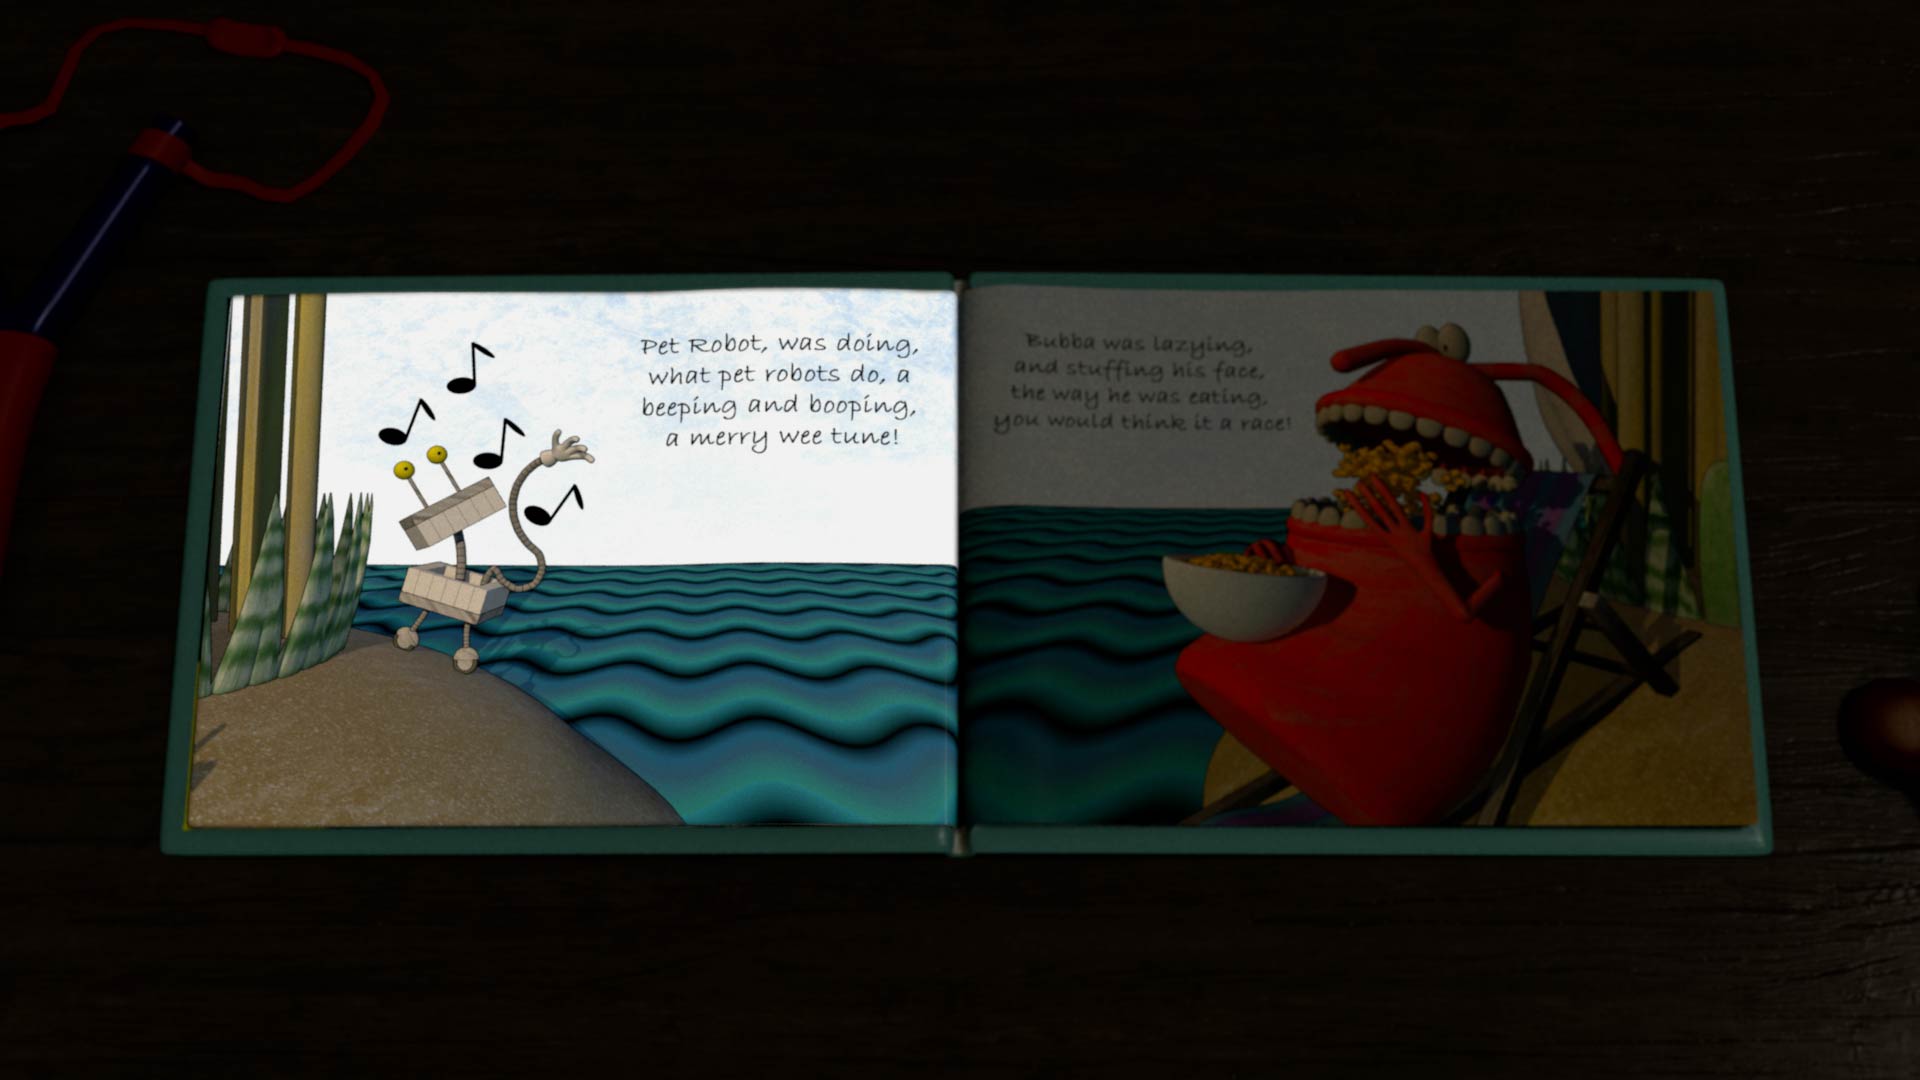 Pet Robot, was doing,
what pet robots do, a
beeping and booping,
a merry wee tune!
Bubba was lazying,
and stuffing his face,
the way he was eating,
you would think it a race!